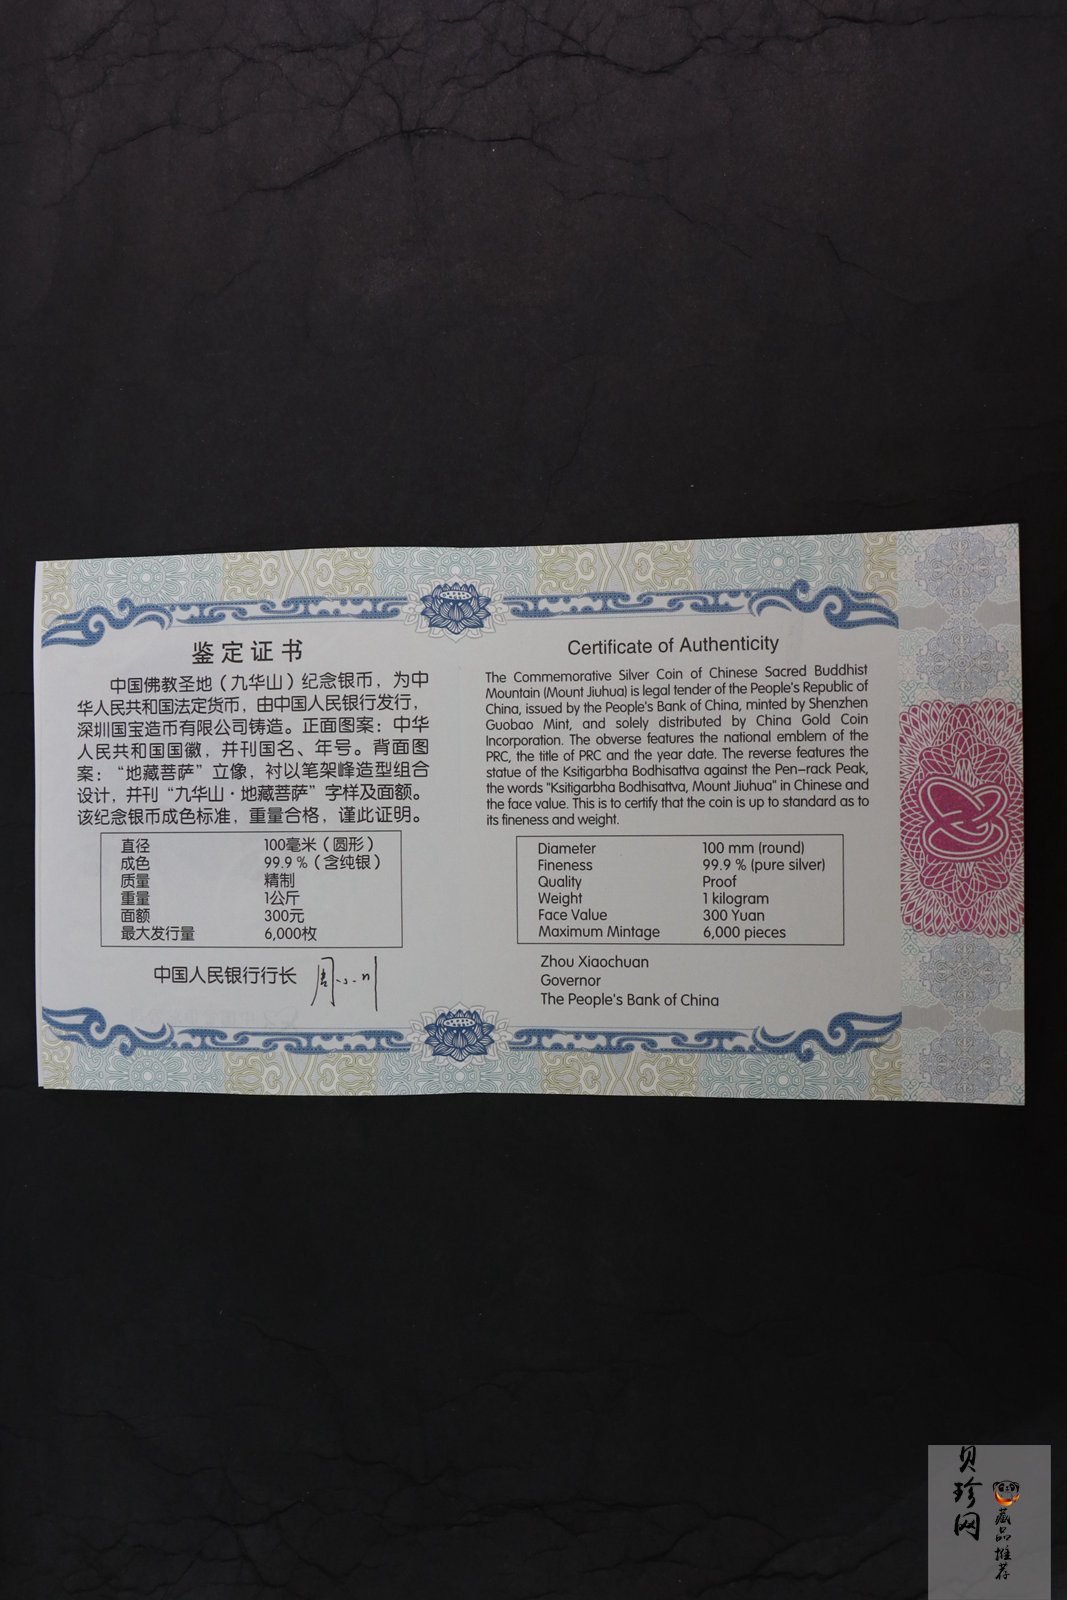 鉴定证书
中国佛教圣地（九华山）纪念银币，为中
华人民共和国法定货币，由中国人民银行发行，
深圳国宝造币有限公司铸造。正面图案：中华
人民共和国国徽，并刊国名、年号。背面图
案：“地藏菩萨”立像，衬以笔架峰造型组合
设计，并刊“九华山·地藏菩萨”字样及面额。
该纪念银币成色标准，重量合格，谨此证明。
直径 100毫米（圆形）
成色 99.9％（含纯银）
质量 精制
重量 1公斤
面额 300元
最大发行量 6,000枚
中国人民银行行长 周小川
Certificate of Authenticity
The Commemorative Silver Coin of Chinese Sacred Buddhist
Mountain (Mount Jiuhua) is legal tender of the People's Republic of
China, issued by the People's Bank of China, minted by Shenzhen
Guobao Mint, and solely distributed by China Gold Coin
Incorporation. The obverse features the national emblem of the
PRC, the title of PRC and the year date. The reverse features the
statue of the Ksitigarbha Bodhisattva against the Pen-rack Peak,
the words "Ksitigarbha Bodhisattva, Mount Jiuhua" in Chinese and
the face value. This is to certify that the coin is up to standard as to
its fineness and weight.
Diameter 100 mm (round)
Fineness 99.9 % (pure silver)
Quality Proof
Weight 1 kilogram
Face Value 300 Yuan
Maximum Mintage 6,000 pieces
Zhou Xiaochuan
Governor
The People's Bank of China
贝珍网
藏品推荐